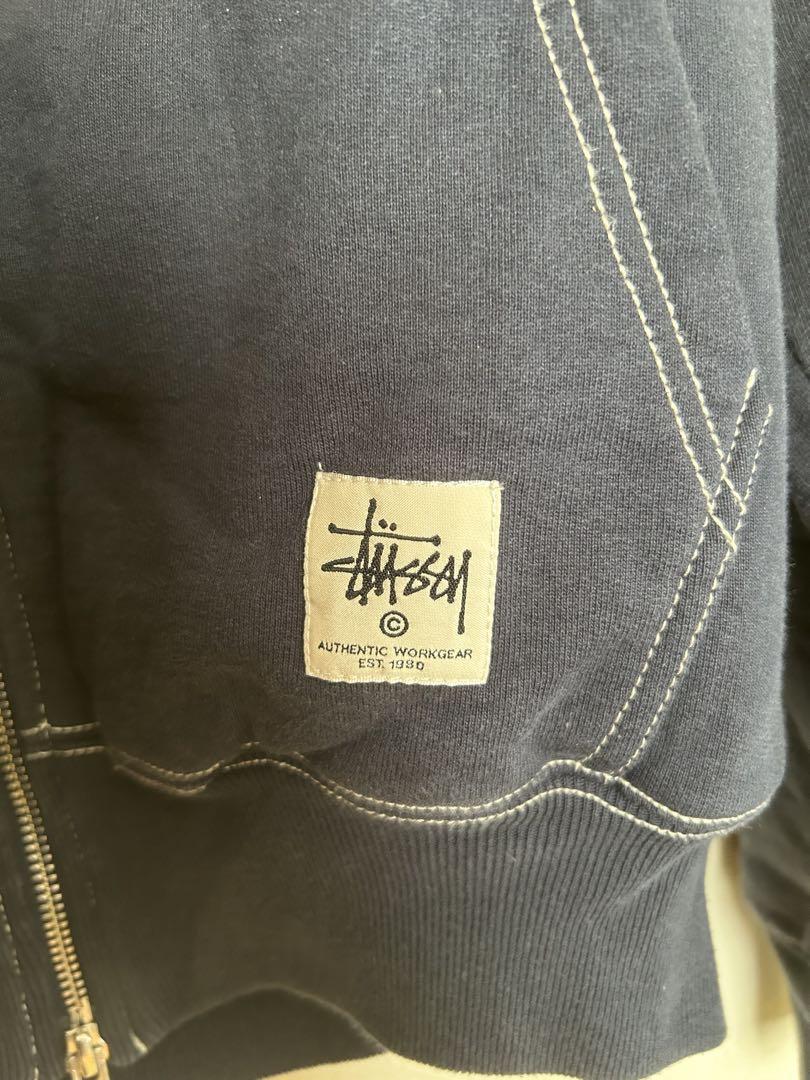 Stüssy
©
AUTHENTIC WORKGEAR
EST. 1980